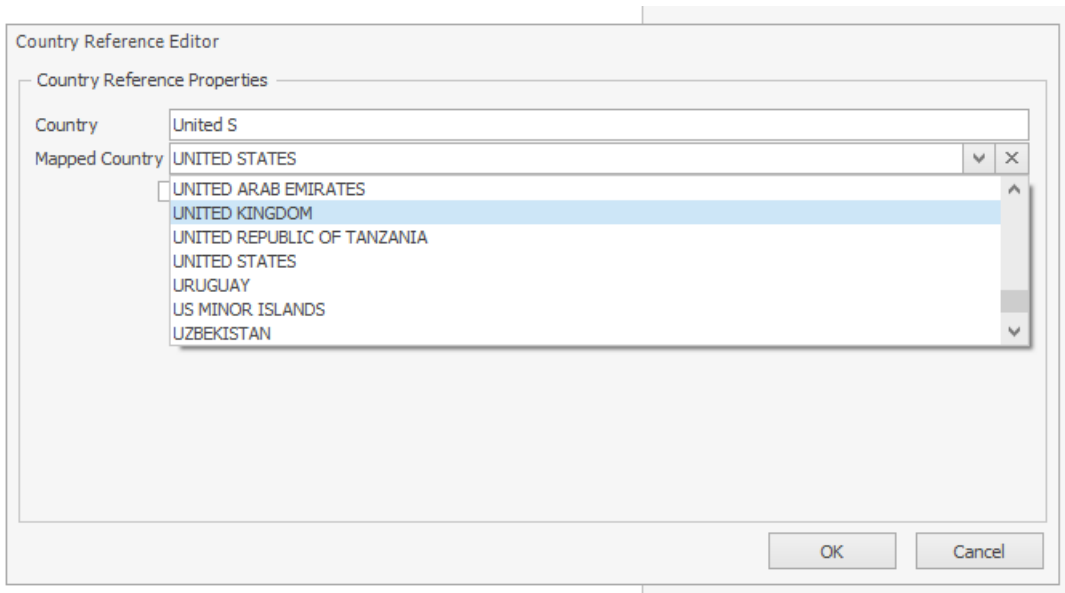 Country Reference Editor
Country Reference Properties
Country United S
Mapped Country UNITED STATES
UNITED ARAB EMIRATES
UNITED KINGDOM
UNITED REPUBLIC OF TANZANIA
UNITED STATES
URUGUAY
US MINOR ISLANDS
UZBEKISTAN
OK Cancel